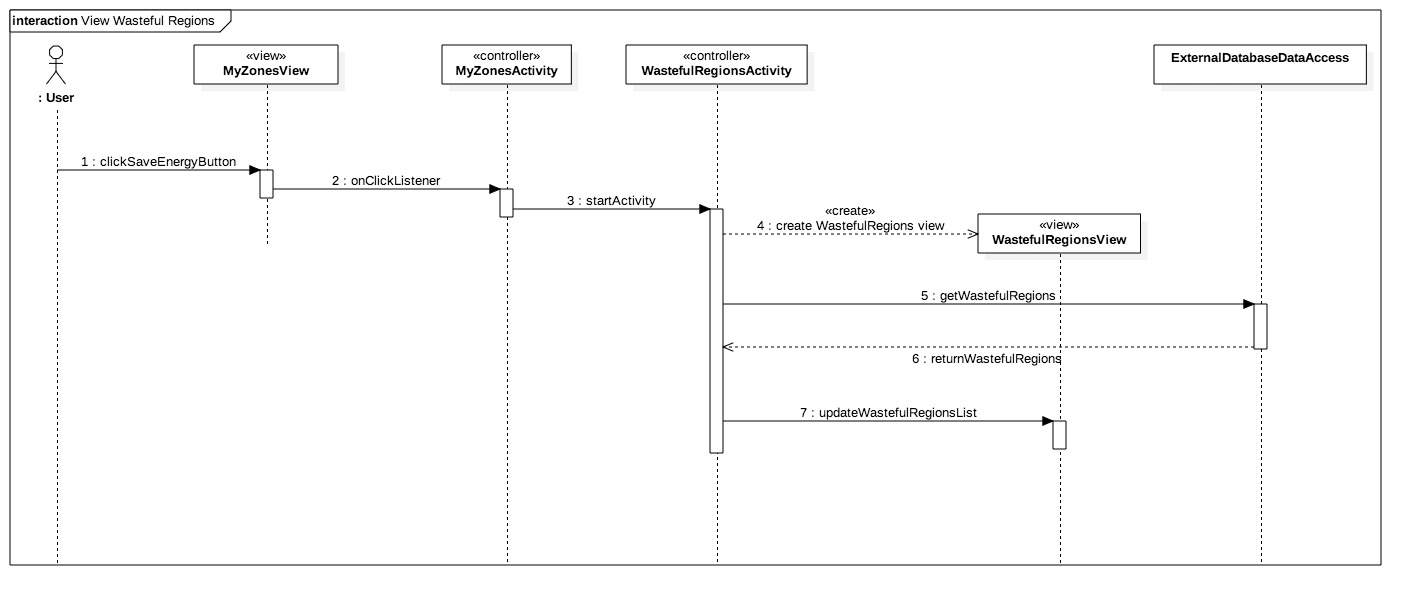 interaction View Wasteful Regions
«view»
MyZonesView
«controller»
MyZonesActivity
«controller»
WastefulRegionsActivity
ExternalDatabaseDataAccess
: User
1 : clickSaveEnergyButton
2 : onClickListener
3 : startActivity
«create»
4 : create WastefulRegions view
«view»
WastefulRegionsView
5 : getWastefulRegions
6 : returnWastefulRegions
7 : updateWastefulRegionsList